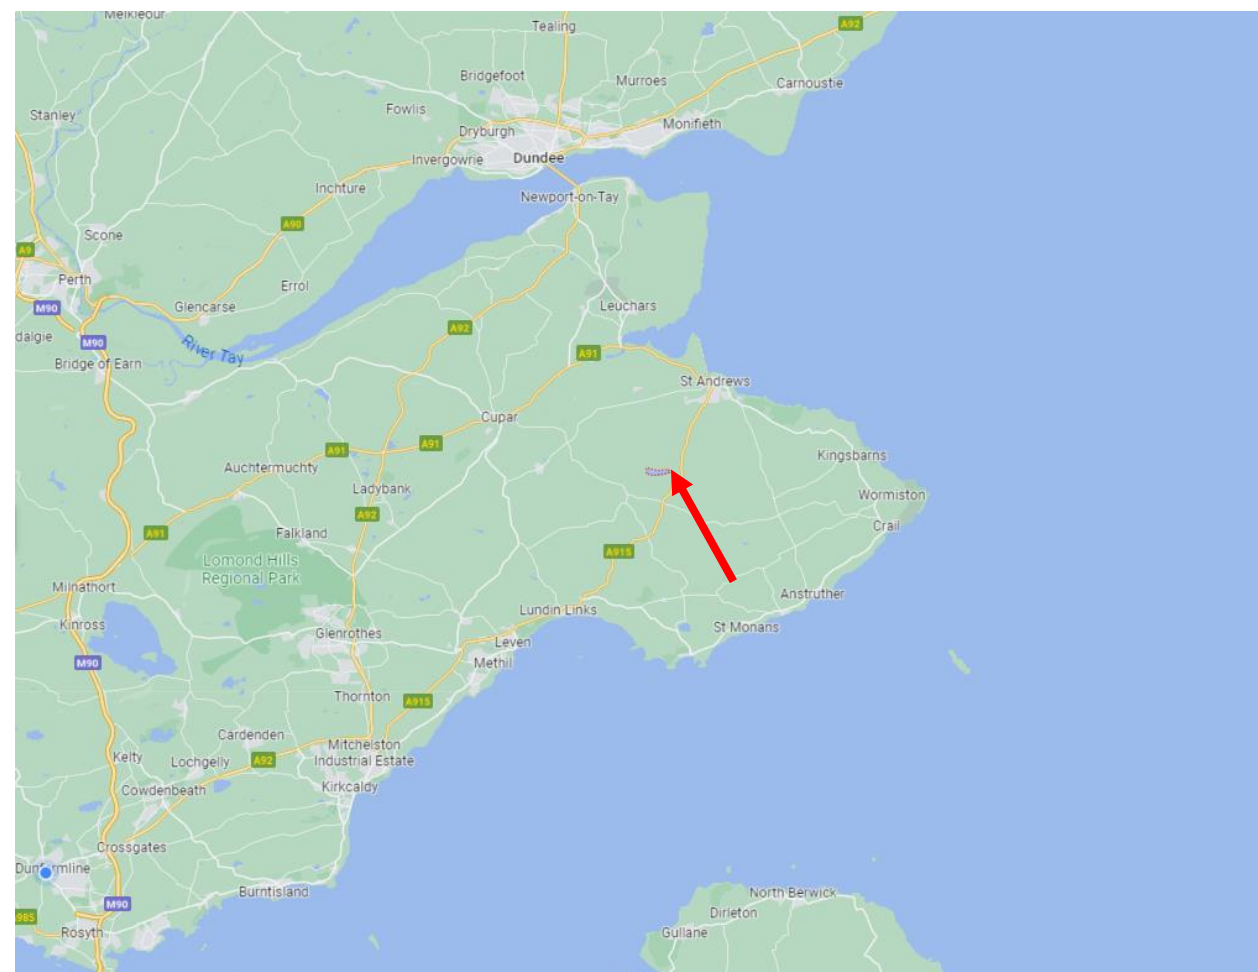 Meikleour
A92
Tealing
Bridgefoot
Murroes
Carnoustie
Stanley
Fowlis
Monifieth
Dryburgh
Invergowrie
Dundee
Inchture
Newport-on-Tay
A90
Scone
A9
Perth
Errol
Glencarse
Leuchars
M90
dalgie
M90
A92
River Tay
A91
Bridge of Earn
St Andrews
Cupar
A91
A91
Kingsbarns
Auchtermuchty
Ladybank
Wormiston
A92
Crail
A91
Falkland
A915
Lomond Hills
Regional Park
Milnathort
Anstruther
Lundin Links
Kinross
St Monans
Glenrothes
Leven
M90
Methil
Thornton
A915
Cardenden
Mitchelston
Industrial Estate
Kelty
Lochgelly
A92
Kirkcaldy
Cowdenbeath
Crossgates
Dunfermline
Burntisland
North Berwick
M90
Dirleton
985
Rosyth
Gullane